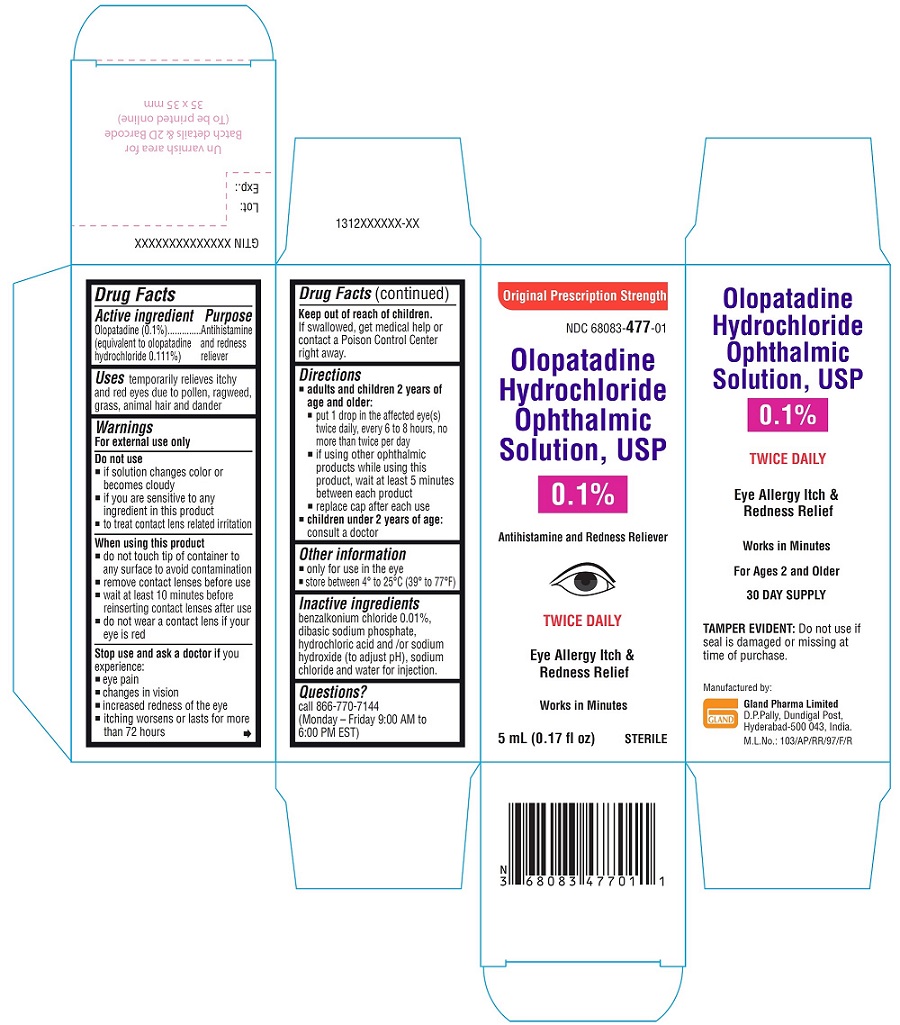 Un varnish area for
Batch details & 2D Barcode
(To be printed online)
35 x 35 mm
Lot:
Exp.:
GTIN XXXXXXXXXXXXXX
Drug Facts
Active ingredient Purpose
Olopatadine (0.1%).............Antihistamine
(equivalent to olopatadine and redness
hydrochloride 0.111%) reliever
Uses temporarily relieves itchy
and red eyes due to pollen, ragweed,
grass, animal hair and dander
Warnings
For external use only
Do not use
▪ if solution changes color or
becomes cloudy
▪ if you are sensitive to any
ingredient in this product
▪ to treat contact lens related irritation
When using this product
▪ do not touch tip of container to
any surface to avoid contamination
▪ remove contact lenses before use
▪ wait at least 10 minutes before
reinserting contact lenses after use
▪ do not wear a contact lens if your
eye is red
Stop use and ask a doctor if you
experience:
▪ eye pain
▪ changes in vision
▪ increased redness of the eye
▪ itching worsens or lasts for more
than 72 hours
1312XXXXXX-XX
Drug Facts (continued)
Keep out of reach of children.
If swallowed, get medical help or
contact a Poison Control Center
right away.
Directions
▪ adults and children 2 years of
age and older:
▪ put 1 drop in the affected eye(s)
twice daily, every 6 to 8 hours, no
more than twice per day
▪ if using other ophthalmic
products while using this
product, wait at least 5 minutes
between each product
▪ replace cap after each use
▪ children under 2 years of age:
consult a doctor
Other information
▪ only for use in the eye
▪ store between 4° to 25°C (39° to 77°F)
Inactive ingredients
benzalkonium chloride 0.01%,
dibasic sodium phosphate,
hydrochloric acid and /or sodium
hydroxide (to adjust pH), sodium
chloride and water for injection.
Questions?
call 866-770-7144
(Monday – Friday 9:00 AM to
6:00 PM EST)
Original Prescription Strength
NDC 68083-477-01
Olopatadine
Hydrochloride
Ophthalmic
Solution, USP
0.1%
Antihistamine and Redness Reliever
TWICE DAILY
Eye Allergy Itch &
Redness Relief
Works in Minutes
5 mL (0.17 fl oz) STERILE
N
3 68083 47701 1
Olopatadine
Hydrochloride
Ophthalmic
Solution, USP
0.1%
TWICE DAILY
Eye Allergy Itch &
Redness Relief
Works in Minutes
For Ages 2 and Older
30 DAY SUPPLY
TAMPER EVIDENT: Do not use if
seal is damaged or missing at
time of purchase.
Manufactured by:
GLAND
Gland Pharma Limited
D.P.Pally, Dundigal Post,
Hyderabad-500 043, India.
M.L.No.: 103/AP/RR/97/F/R